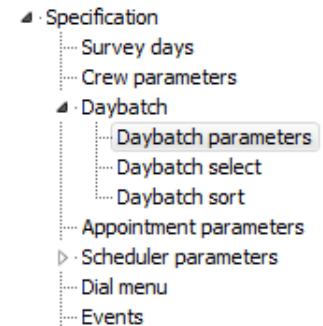 Specification
Survey days
Crew parameters
Daybatch
Daybatch parameters
Daybatch select
Daybatch sort
Appointment parameters
Scheduler parameters
Dial menu
Events